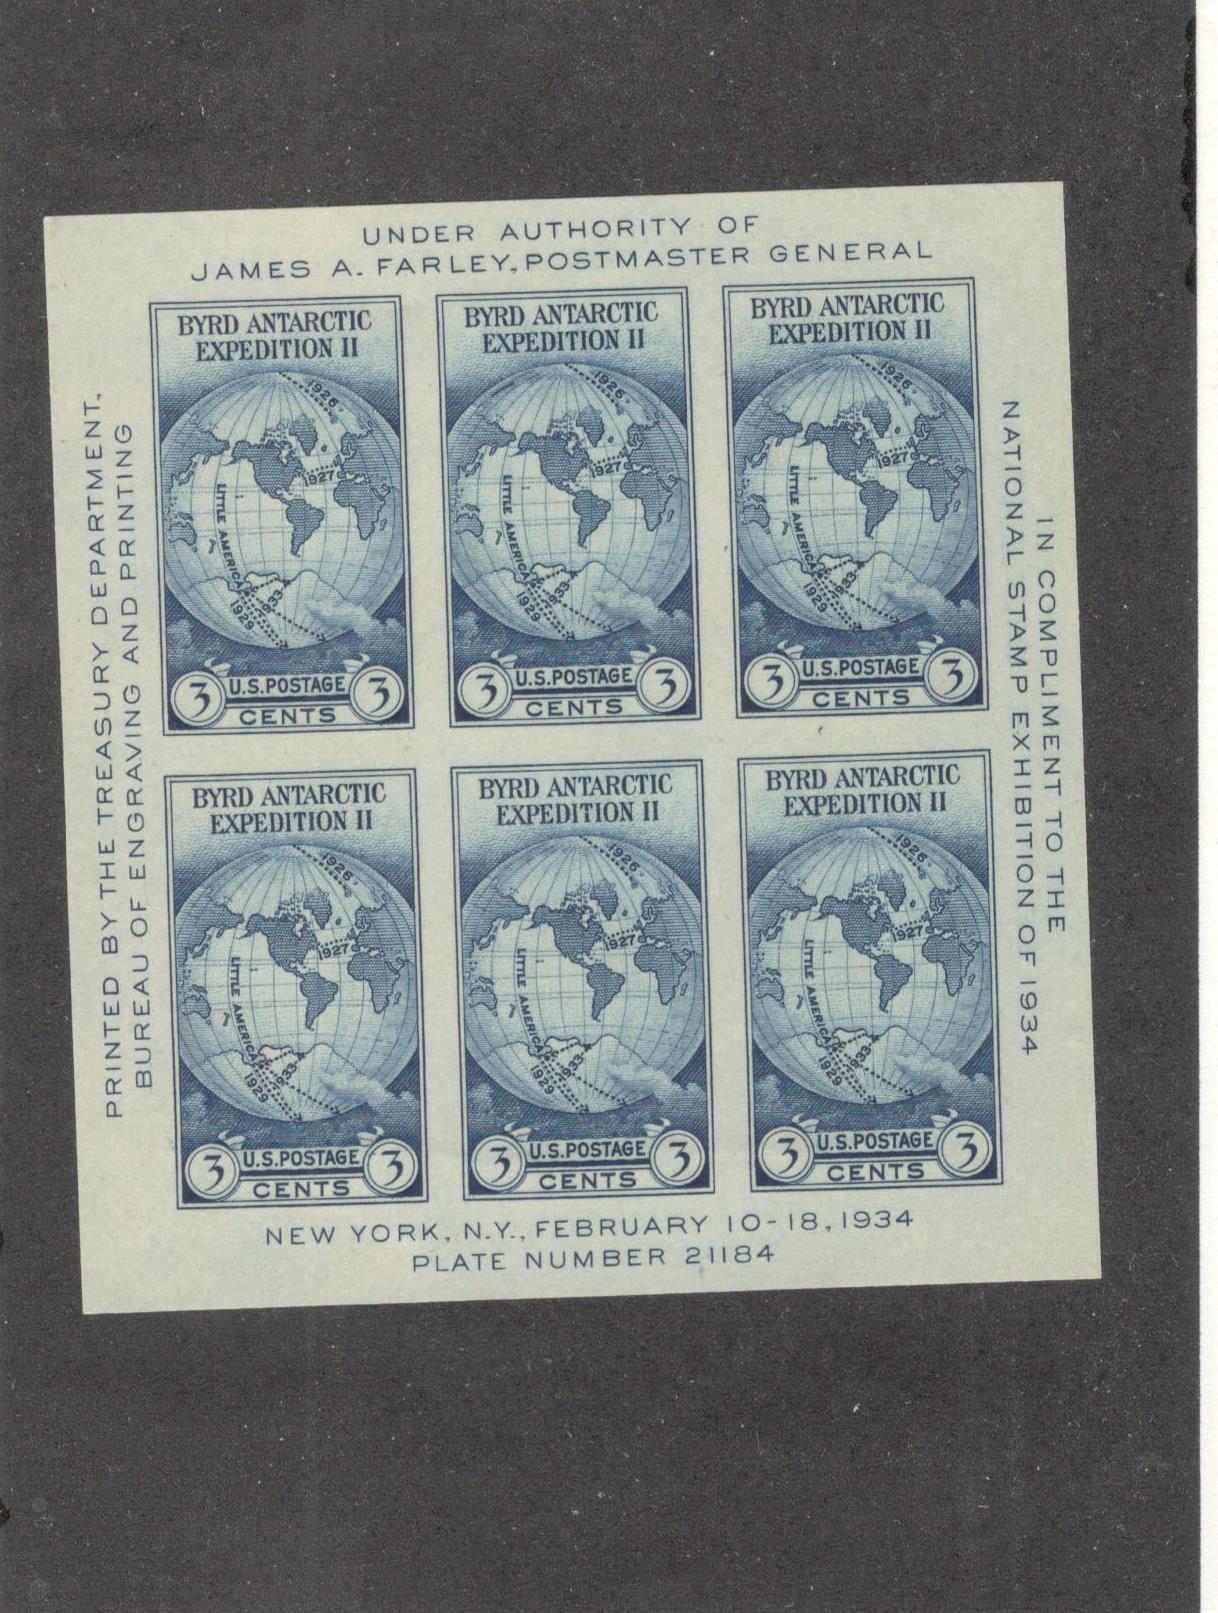 UNDER AUTHORITY OF
JAMES A. FARLEY, POSTMASTER GENERAL
PRINTED BY THE TREASURY DEPARTMENT,
BUREAU OF ENGRAVING AND PRINTING
BYRD ANTARCTIC
EXPEDITION II
1926
1927
LITTLE AMERICA
1929
1933
3 U.S.POSTAGE 3
CENTS
BYRD ANTARCTIC
EXPEDITION II
1926
1927
LITTLE AMERICA
1929
1933
3 U.S.POSTAGE 3
CENTS
BYRD ANTARCTIC
EXPEDITION II
1926
1927
LITTLE AMERICA
1929
1933
3 U.S.POSTAGE 3
CENTS
BYRD ANTARCTIC
EXPEDITION II
1926
1927
LITTLE AMERICA
1929
1933
3 U.S.POSTAGE 3
CENTS
BYRD ANTARCTIC
EXPEDITION II
1926
1927
LITTLE AMERICA
1929
1933
3 U.S.POSTAGE 3
CENTS
BYRD ANTARCTIC
EXPEDITION II
1926
1927
LITTLE AMERICA
1929
1933
3 U.S.POSTAGE 3
CENTS
IN COMPLIMENT TO THE
NATIONAL STAMP EXHIBITION OF 1934
NEW YORK, N.Y., FEBRUARY 10-18, 1934
PLATE NUMBER 21184